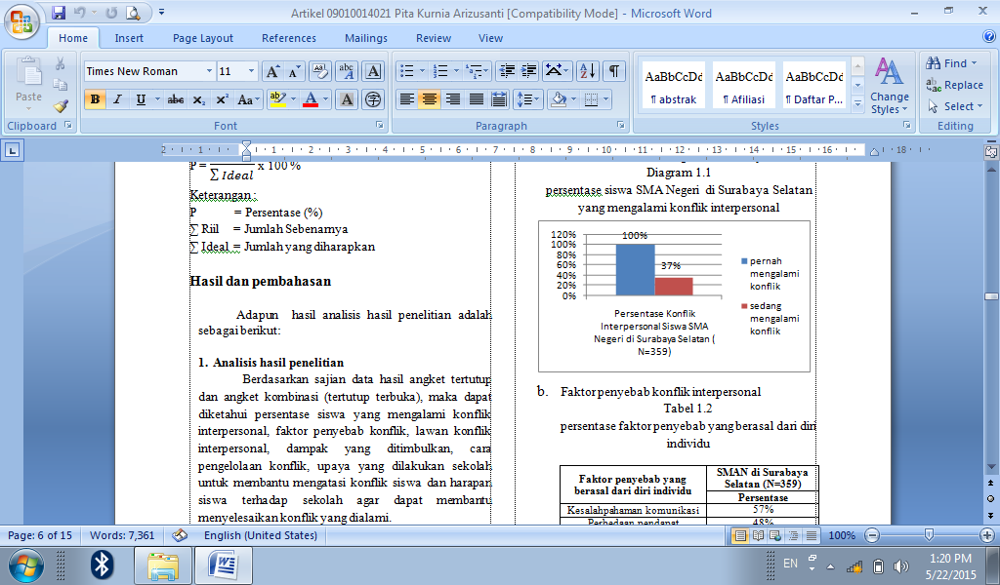 Artikel 09010014021 Pita Kurnia Arizusanti [Compatibility Mode] - Microsoft Word
Home Insert Page Layout References Mailings Review View
Paste
Times New Roman 11
AaBbCcDc AaBbCcDc AaBbCcDc
¶ abstrak ¶ Afiliasi ¶ Daftar P...
Change Styles
Find
Replace
Select
Clipboard Font Paragraph Styles Editing
P = ∑ Ideal x 100 %
Keterangan :
P = Persentase (%)
∑ Riil = Jumlah Sebenarnya
∑ Ideal = Jumlah yang diharapkan
Hasil dan pembahasan
Adapun hasil analisis hasil penelitian adalah
sebagai berikut:
1. Analisis hasil penelitian
Berdasarkan sajian data hasil angket tertutup
dan angket kombinasi (tertutup terbuka), maka dapat
diketahui persentase siswa yang mengalami konflik
interpersonal, faktor penyebab konflik, lawan konflik
interpersonal, dampak yang ditimbulkan, cara
pengelolaan konflik, upaya yang dilakukan sekolah
untuk membantu mengatasi konflik siswa dan harapan
siswa terhadap sekolah agar dapat membantu
menyelesaikan konflik yang dialami.
Diagram 1.1
persentase siswa SMA Negeri di Surabaya Selatan
yang mengalami konflik interpersonal
120%
100%
80%
60%
40%
20%
0%
100%
37%
Persentase Konflik
Interpersonal Siswa SMA
Negeri di Surabaya Selatan (
N=359)
pernah
mengalami
konflik
sedang
mengalami
konflik
b. Faktor penyebab konflik interpersonal
Tabel 1.2
persentase faktor penyebab yang berasal dari diri
individu
Faktor penyebab yang
berasal dari diri individu
SMAN di Surabaya
Selatan (N=359)
Persentase
Kesalahpahaman komunikasi 57%
Perbedaan pendapat 48%
Page: 6 of 15 Words: 7,361 English (United States) 100%
EN
1:20 PM
5/22/2015